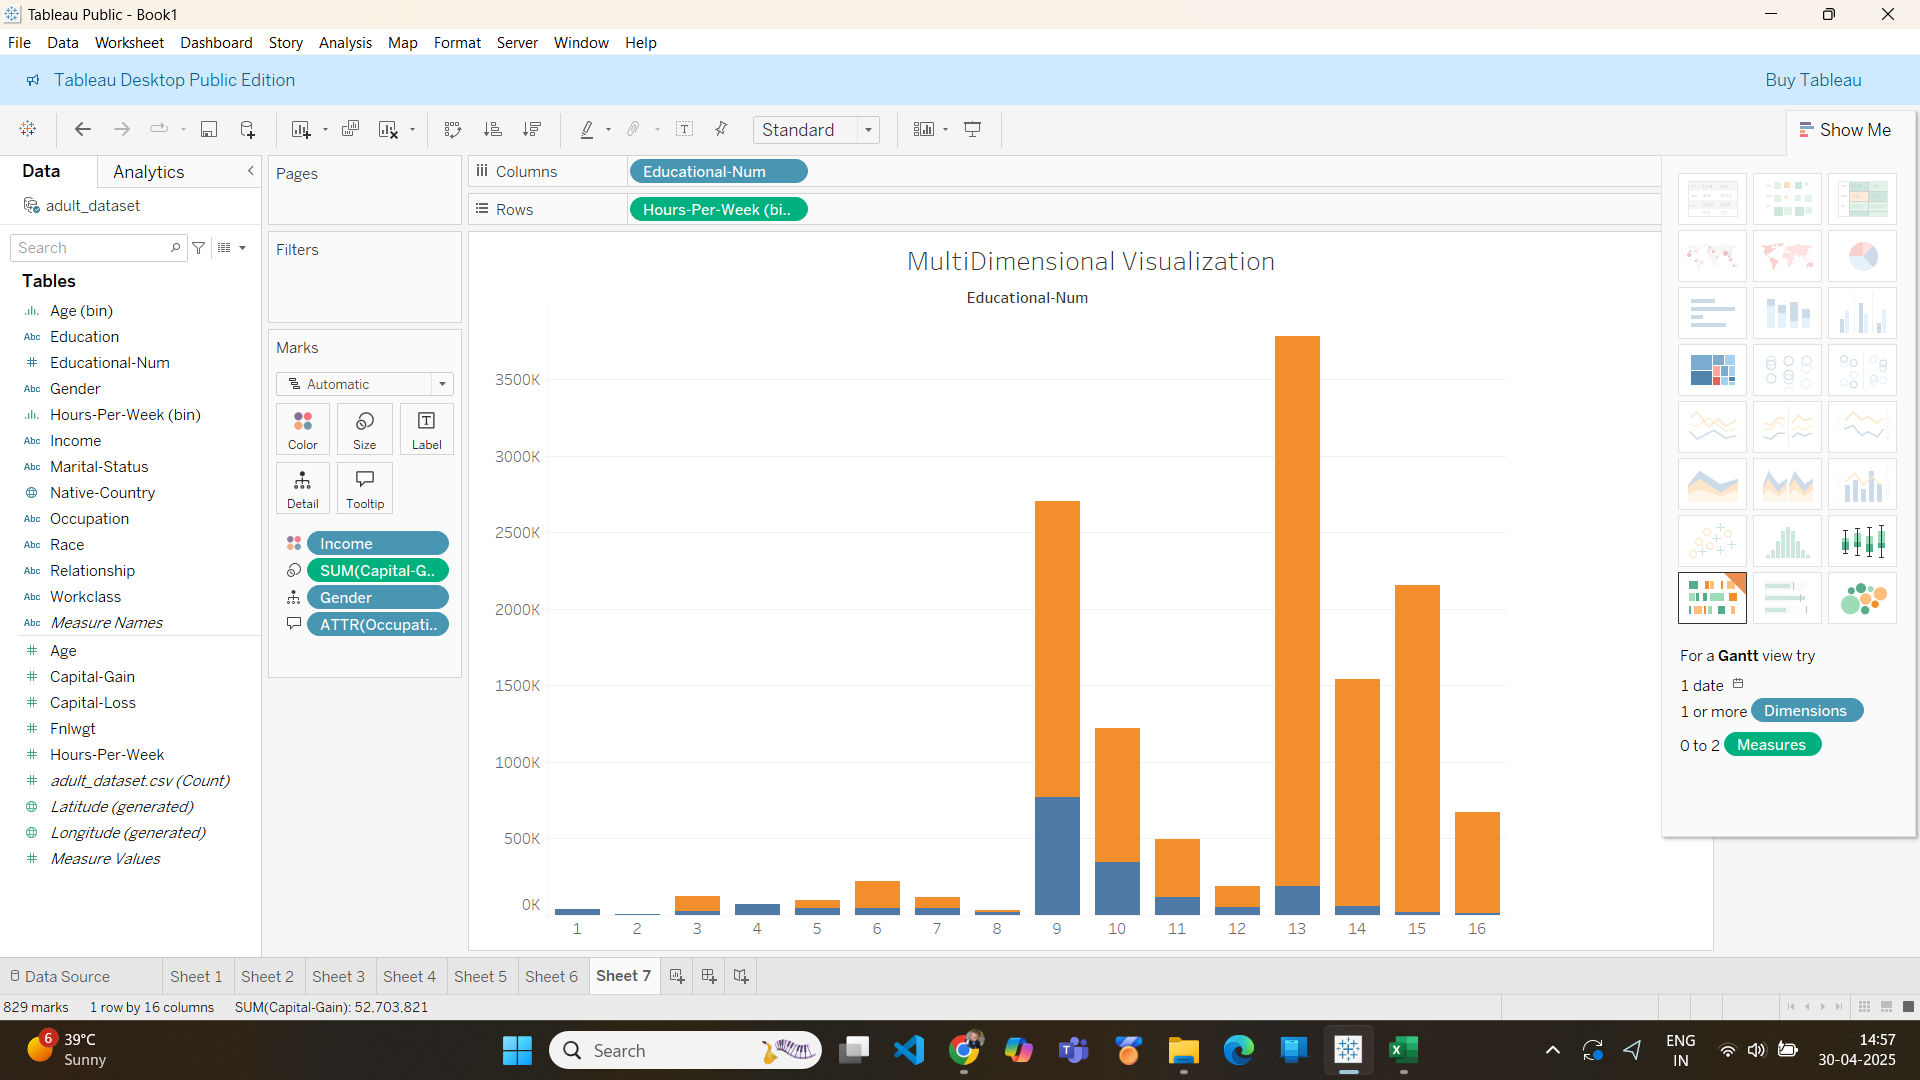 Tableau Public - Book1
File Data Worksheet Dashboard Story Analysis Map Format Server Window Help
Tableau Desktop Public Edition
Buy Tableau
Standard
Show Me
Data
Analytics
adult_dataset
Search
Tables
Age (bin)
Education
Educational-Num
Gender
Hours-Per-Week (bin)
Income
Marital-Status
Native-Country
Occupation
Race
Relationship
Workclass
Measure Names
Age
Capital-Gain
Capital-Loss
Fnlwgt
Hours-Per-Week
adult_dataset.csv (Count)
Latitude (generated)
Longitude (generated)
Measure Values
Pages
Filters
Marks
Automatic
Color Size Label
Detail Tooltip
Income
SUM(Capital-G..
Gender
ATTR(Occupati..
Columns
Educational-Num
Rows
Hours-Per-Week (bi..
MultiDimensional Visualization
Educational-Num
3500K
3000K
2500K
2000K
1500K
1000K
500K
0K
1 2 3 4 5 6 7 8 9 10 11 12 13 14 15 16
For a Gantt view try
1 date
1 or more Dimensions
0 to 2 Measures
Data Source Sheet 1 Sheet 2 Sheet 3 Sheet 4 Sheet 5 Sheet 6 Sheet 7
829 marks 1 row by 16 columns SUM(Capital-Gain): 52,703,821
6
39°C
Sunny
Search
ENG
IN
14:57
30-04-2025